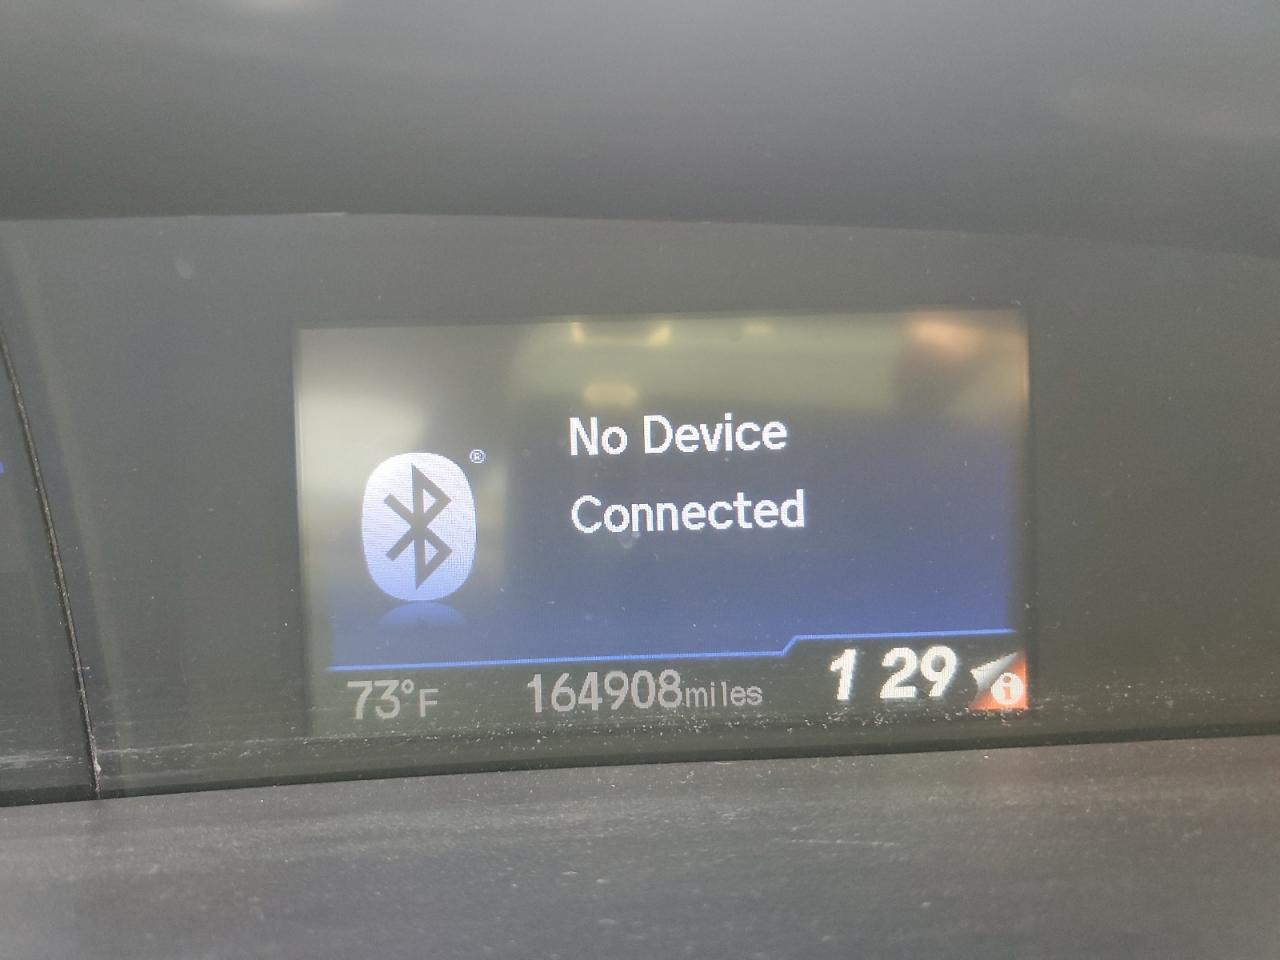 No Device
Connected
®
73°F 164908miles 1 29 i